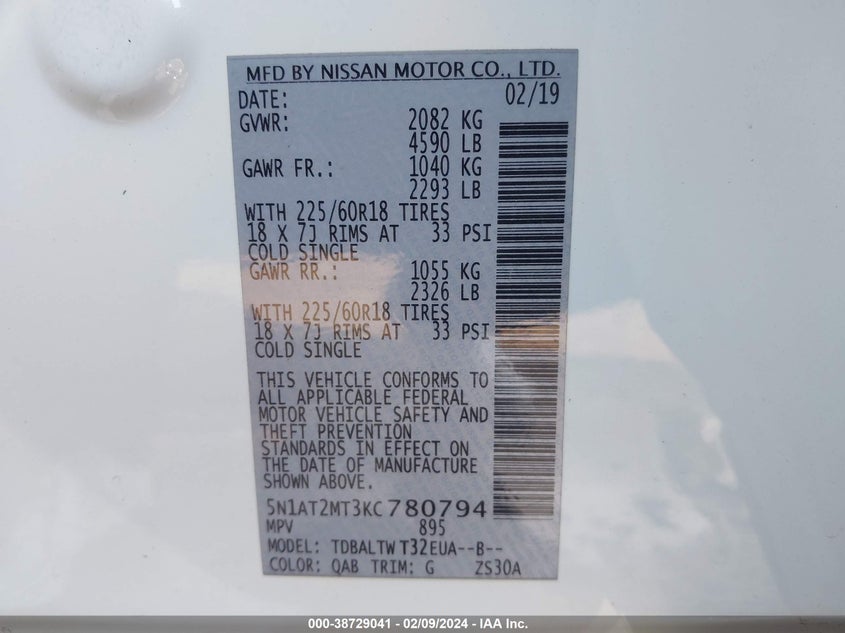 MFD BY NISSAN MOTOR CO., LTD.
DATE: 02/19
GVWR: 2082 KG
4590 LB
GAWR FR.: 1040 KG
2293 LB
WITH 225/60R18 TIRES
18 X 7J RIMS AT 33 PSI
COLD SINGLE
GAWR RR.: 1055 KG
2326 LB
WITH 225/60R18 TIRES
18 X 7J RIMS AT 33 PSI
COLD SINGLE
THIS VEHICLE CONFORMS TO
ALL APPLICABLE FEDERAL
MOTOR VEHICLE SAFETY AND
THEFT PREVENTION
STANDARDS IN EFFECT ON
THE DATE OF MANUFACTURE
SHOWN ABOVE.
5N1AT2MT3KC780794
MPV 895
MODEL: TDBALTW T32EUA--B--
COLOR: QAB TRIM: G ZS30A
000-38729041 — 02/09/2024 — IAA Inc.